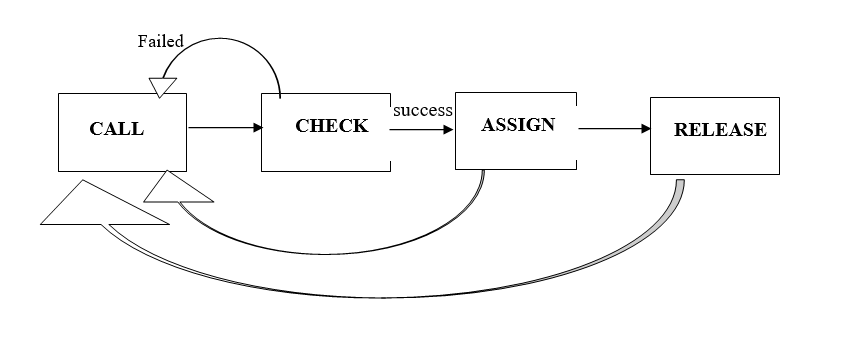 Failed
CALL
CHECK
success
ASSIGN
RELEASE